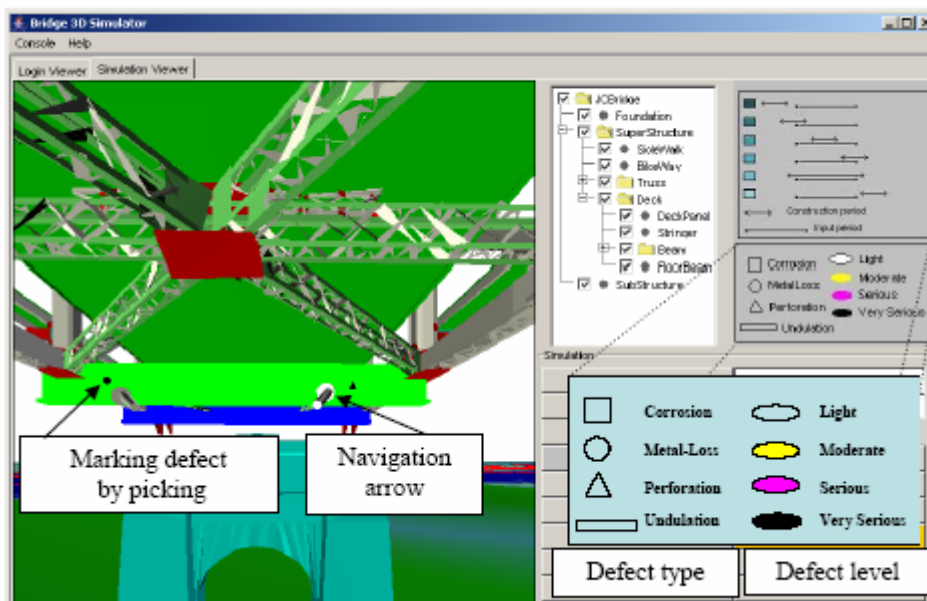 Bridge 3D Simulator
Console Help
Login Viewer Simulation Viewer
JCBridge
Foundation
SuperStructure
SideWalk
BikeWay
Truss
Deck
DeckPanel
Stringer
Beam
FloorBeam
SubStructure
Construction period
Input period
Corrosion Light
MetalLoss Moderate
Perforation Serious
Undulation Very Serious
Simulation
Corrosion Light
Metal-Loss Moderate
Perforation Serious
Undulation Very Serious
Marking defect
by picking
Navigation
arrow
Defect type Defect level